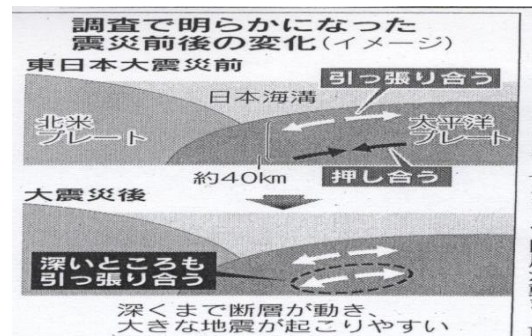 調査で明らかになった
震災前後の変化(イメージ)
東日本大震災前
引っ張り合う
日本海溝
北米
プレート
太平洋
プレート
約40km
押し合う
大震災後
深いところも
引っ張り合う
深くまで断層が動き、
大きな地震が起こりやすい